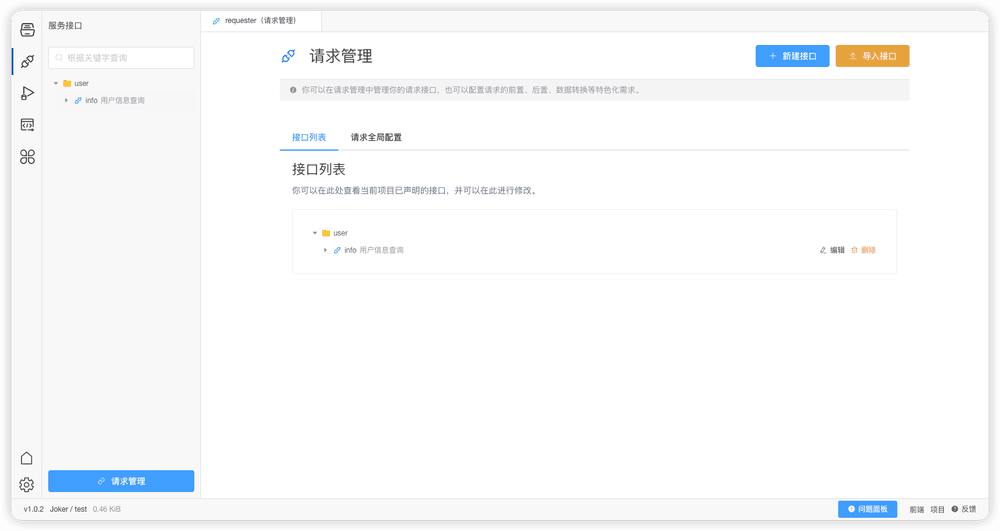 服务接口
根据关键字查询
user
info 用户信息查询
请求管理
requester（请求管理）
请求管理
新建接口
导入接口
你可以在请求管理中管理你的请求接口，也可以配置请求的前置、后置、数据转换等特色化需求。
接口列表
请求全局配置
接口列表
你可以在此处查看当前项目已声明的接口，并可以在此进行修改。
user
info 用户信息查询
编辑
删除
v1.0.2 Joker / test 0.46 KiB
问题面板
前端 项目 反馈